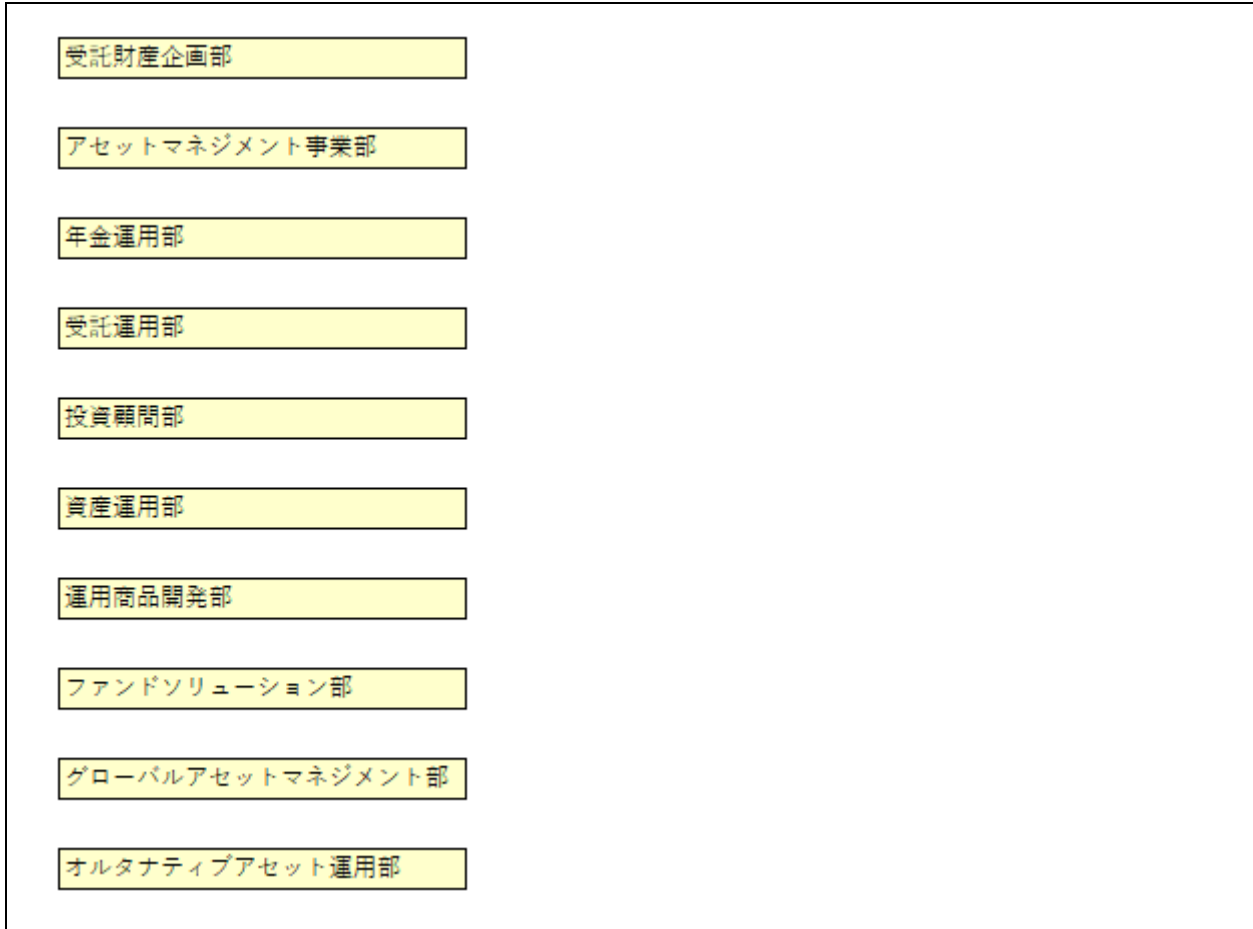 受託財産企画部
アセットマネジメント事業部
年金運用部
受託運用部
投資顧問部
資産運用部
運用商品開発部
ファンドソリューション部
グローバルアセットマネジメント部
オルタナティブアセット運用部